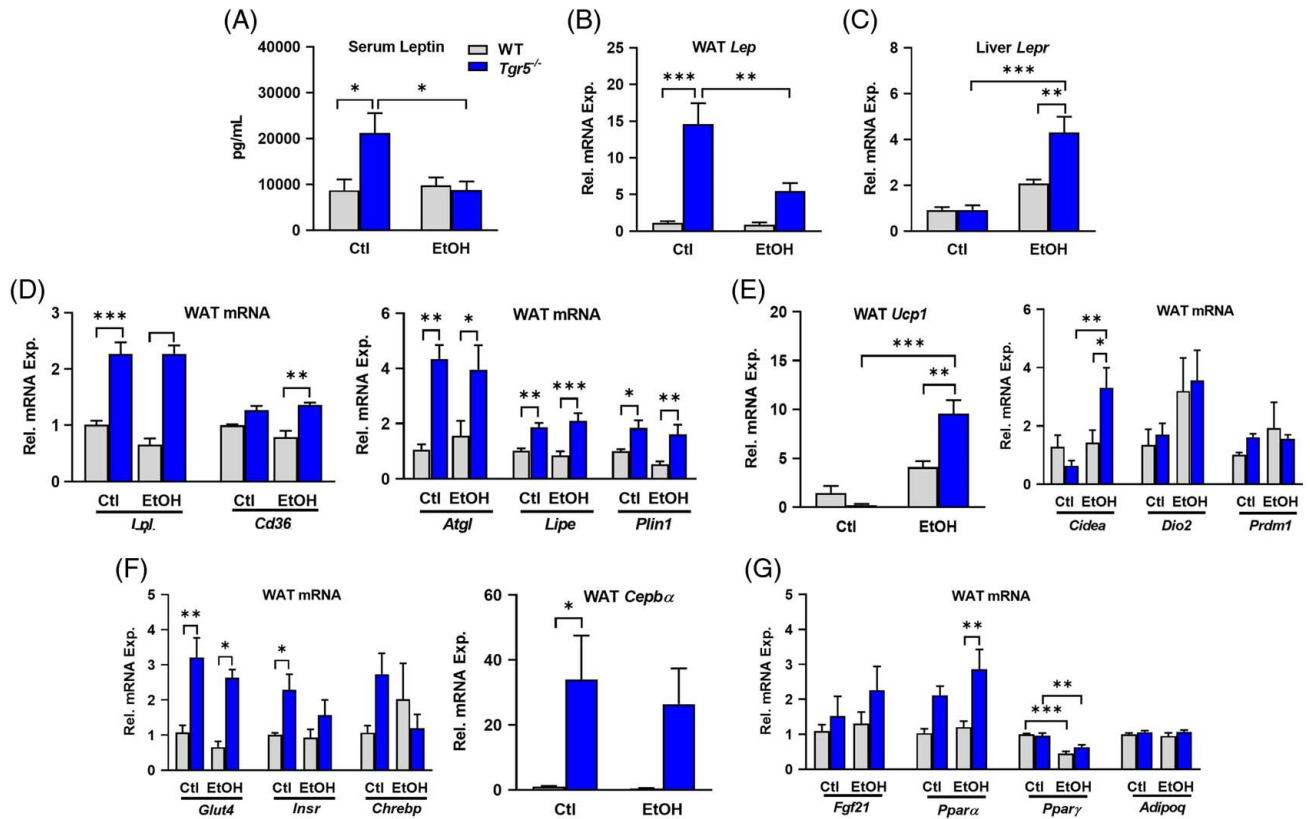 (A)
Serum Leptin
WT
Tgr5-/-
pg/mL
40000
30000
20000
10000
0
*
*
Ctl
EtOH
(B)
WAT Lep
Rel. mRNA Exp.
25
20
15
10
5
0
***
**
Ctl
EtOH
(C)
Liver Lepr
Rel. mRNA Exp.
8
6
4
2
0
***
**
Ctl
EtOH
(D)
WAT mRNA
Rel. mRNA Exp.
3
2
1
0
***
**
Ctl EtOH Ctl EtOH
Lpl. Cd36
WAT mRNA
6
4
2
0
** *
** ***
* **
Ctl EtOH Ctl EtOH Ctl EtOH
Atgl Lipe Plin1
(E)
WAT Ucp1
Rel. mRNA Exp.
20
15
10
5
0
***
**
Ctl
EtOH
WAT mRNA
Rel. mRNA Exp.
6
4
2
0
**
*
Ctl EtOH Ctl EtOH Ctl EtOH
Cidea Dio2 Prdm1
(F)
WAT mRNA
Rel. mRNA Exp.
5
4
3
2
1
0
** * *
Ctl EtOH Ctl EtOH Ctl EtOH
Glut4 Insr Chrebp
WAT Cepbα
Rel. mRNA Exp.
60
40
20
0
*
Ctl
EtOH
(G)
WAT mRNA
Rel. mRNA Exp.
5
4
3
2
1
0
**
**
***
Ctl EtOH Ctl EtOH Ctl EtOH Ctl EtOH
Fgf21 Pparα Pparγ Adipoq